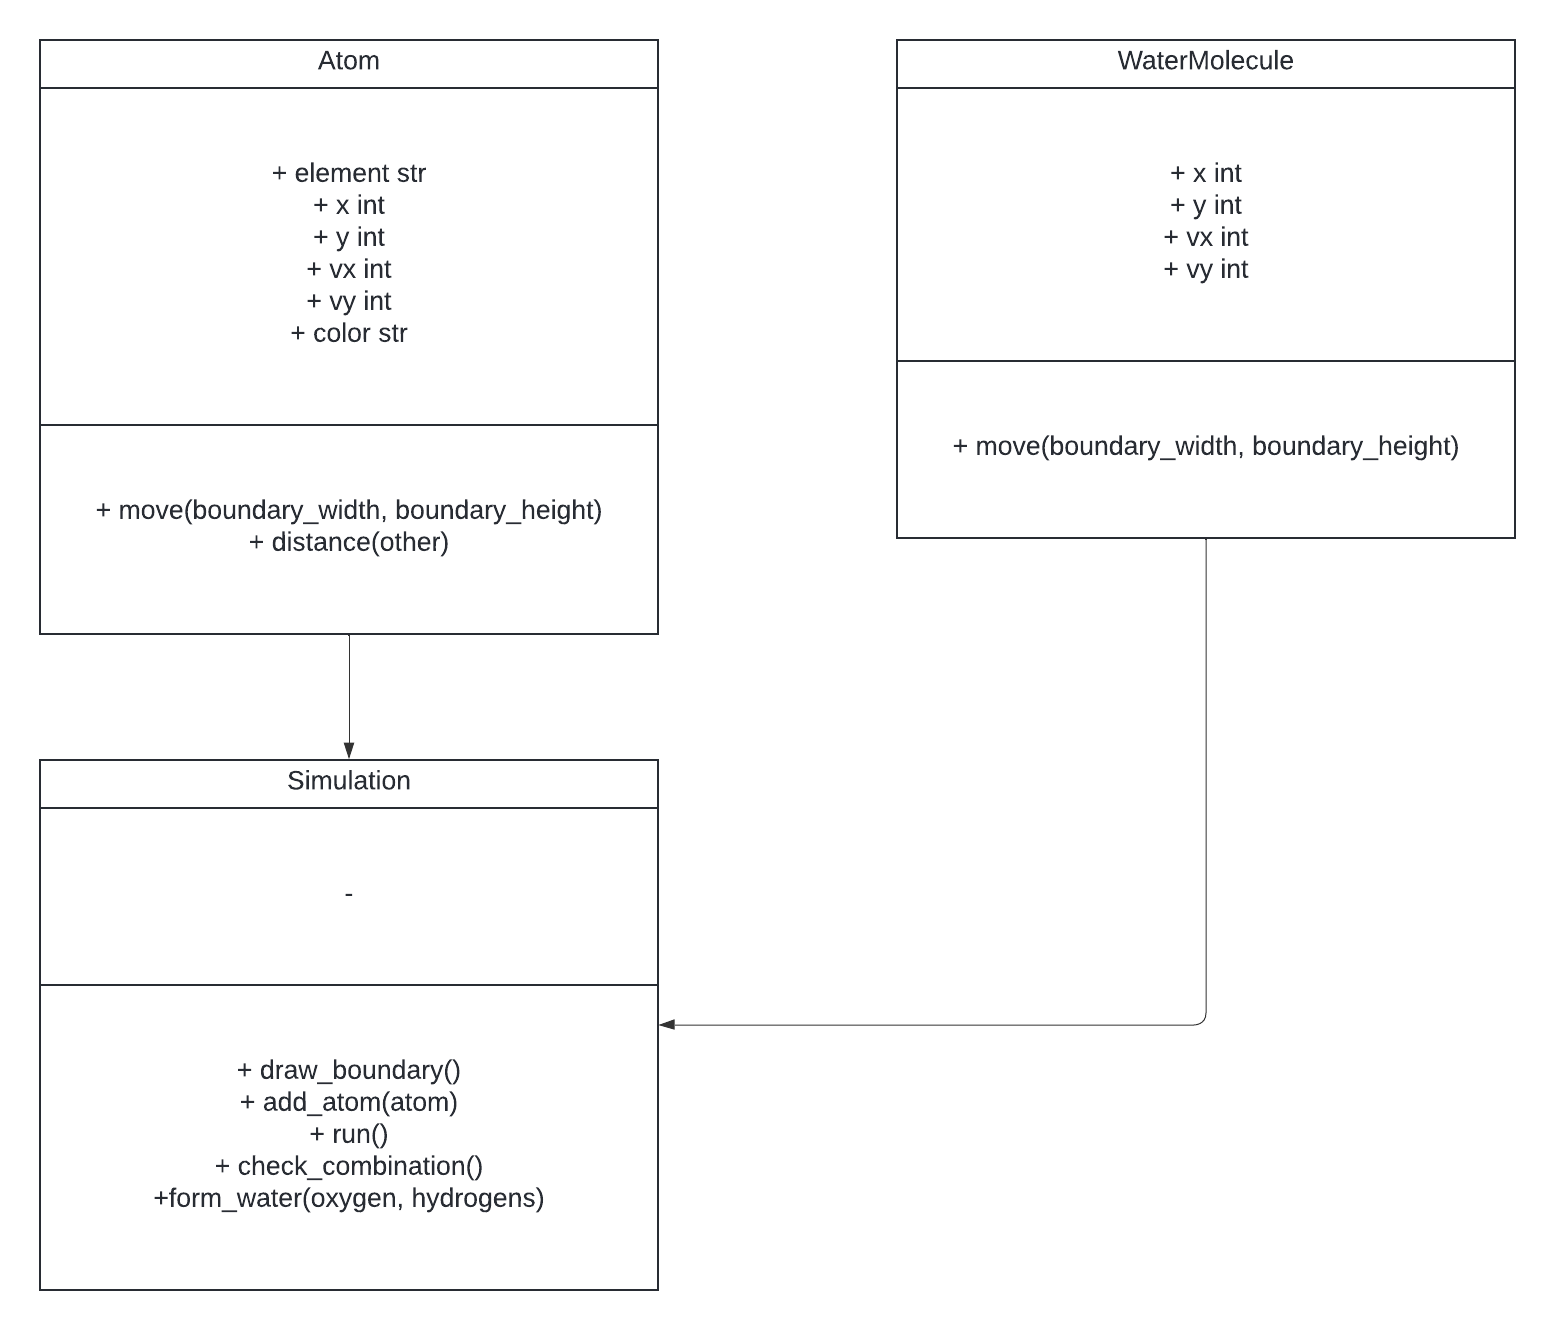 Atom
+ element str
+ x int
+ y int
+ vx int
+ vy int
+ color str
+ move(boundary_width, boundary_height)
+ distance(other)
WaterMolecule
+ x int
+ y int
+ vx int
+ vy int
+ move(boundary_width, boundary_height)
Simulation
-
+ draw_boundary()
+ add_atom(atom)
+ run()
+ check_combination()
+form_water(oxygen, hydrogens)